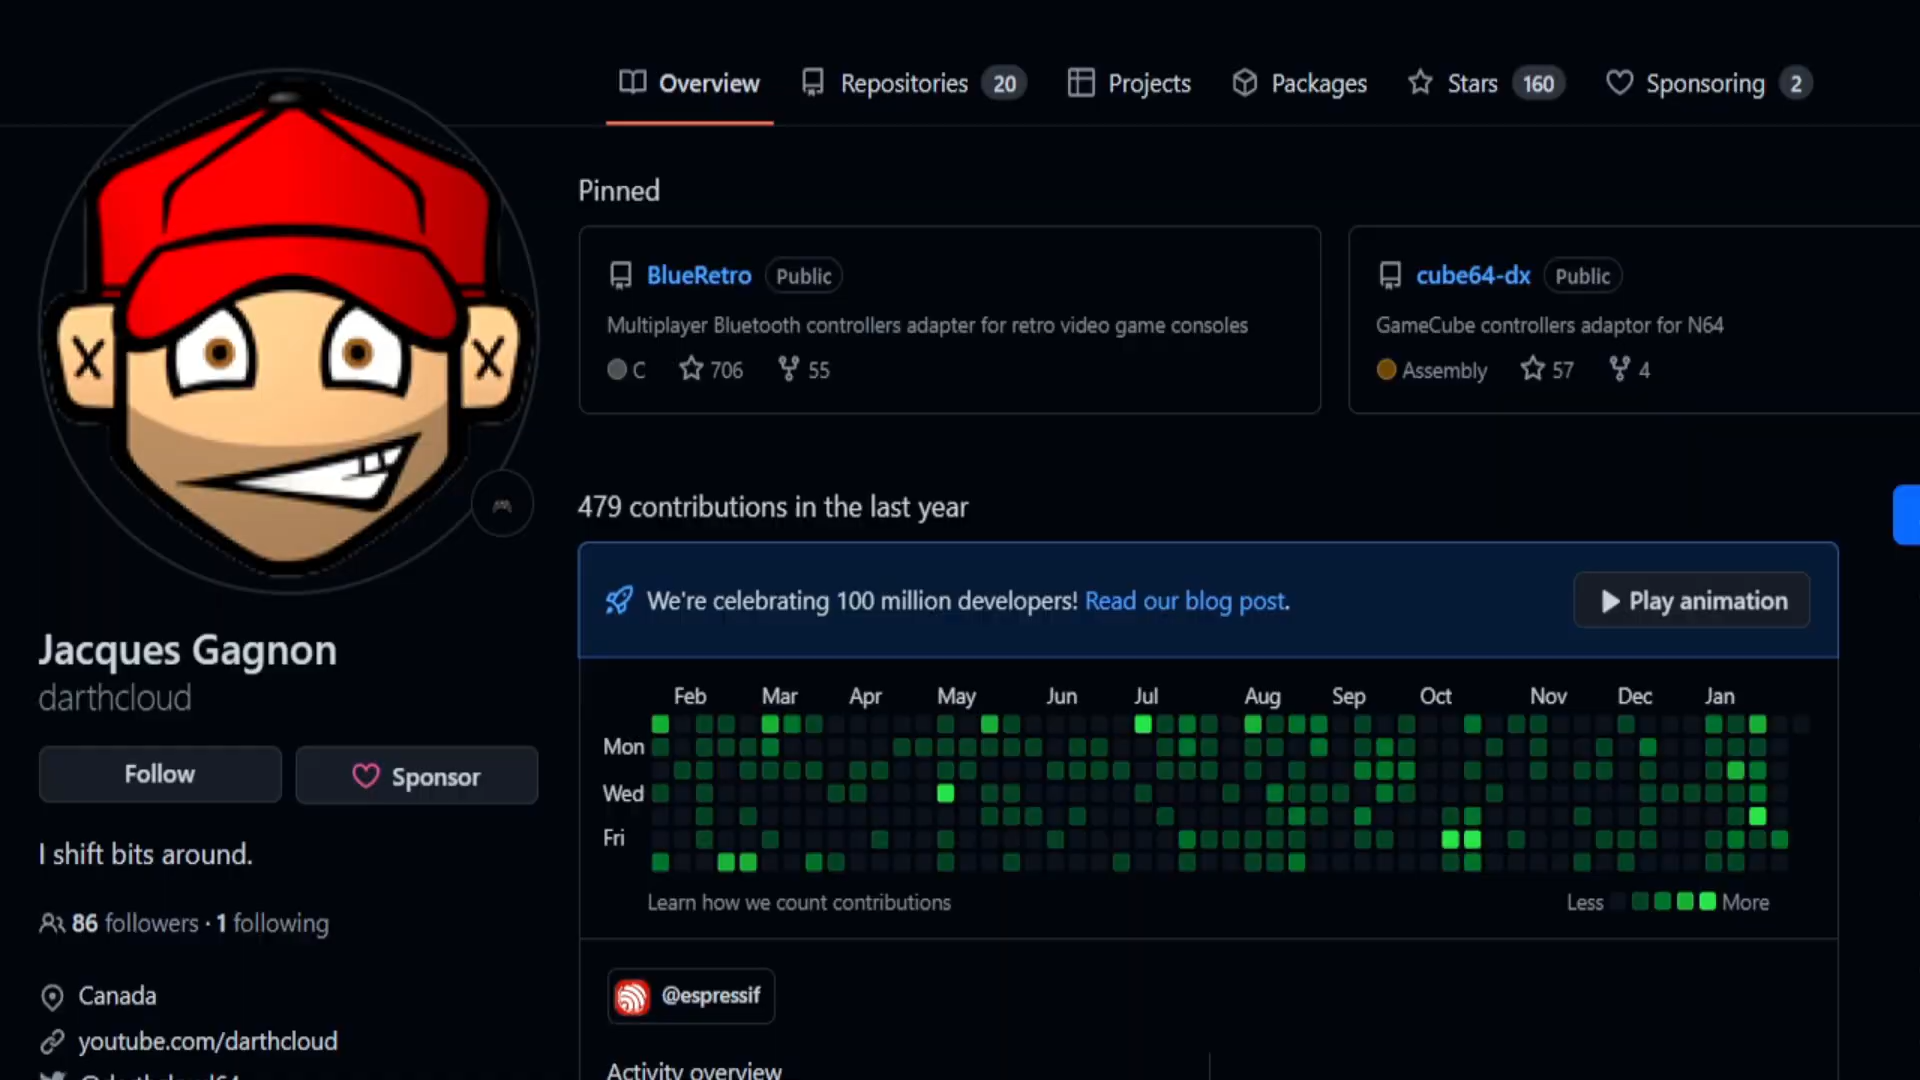 Overview Repositories 20 Projects Packages Stars 160 Sponsoring 2
Pinned
BlueRetro Public
Multiplayer Bluetooth controllers adapter for retro video game consoles
C 706 55
cube64-dx Public
GameCube controllers adaptor for N64
Assembly 57 4
479 contributions in the last year
We're celebrating 100 million developers! Read our blog post.
Play animation
Feb Mar Apr May Jun Jul Aug Sep Oct Nov Dec Jan
Mon
Wed
Fri
Learn how we count contributions
Less More
@espressif
Activity overview
Jacques Gagnon
darthcloud
Follow
Sponsor
I shift bits around.
86 followers · 1 following
Canada
youtube.com/darthcloud